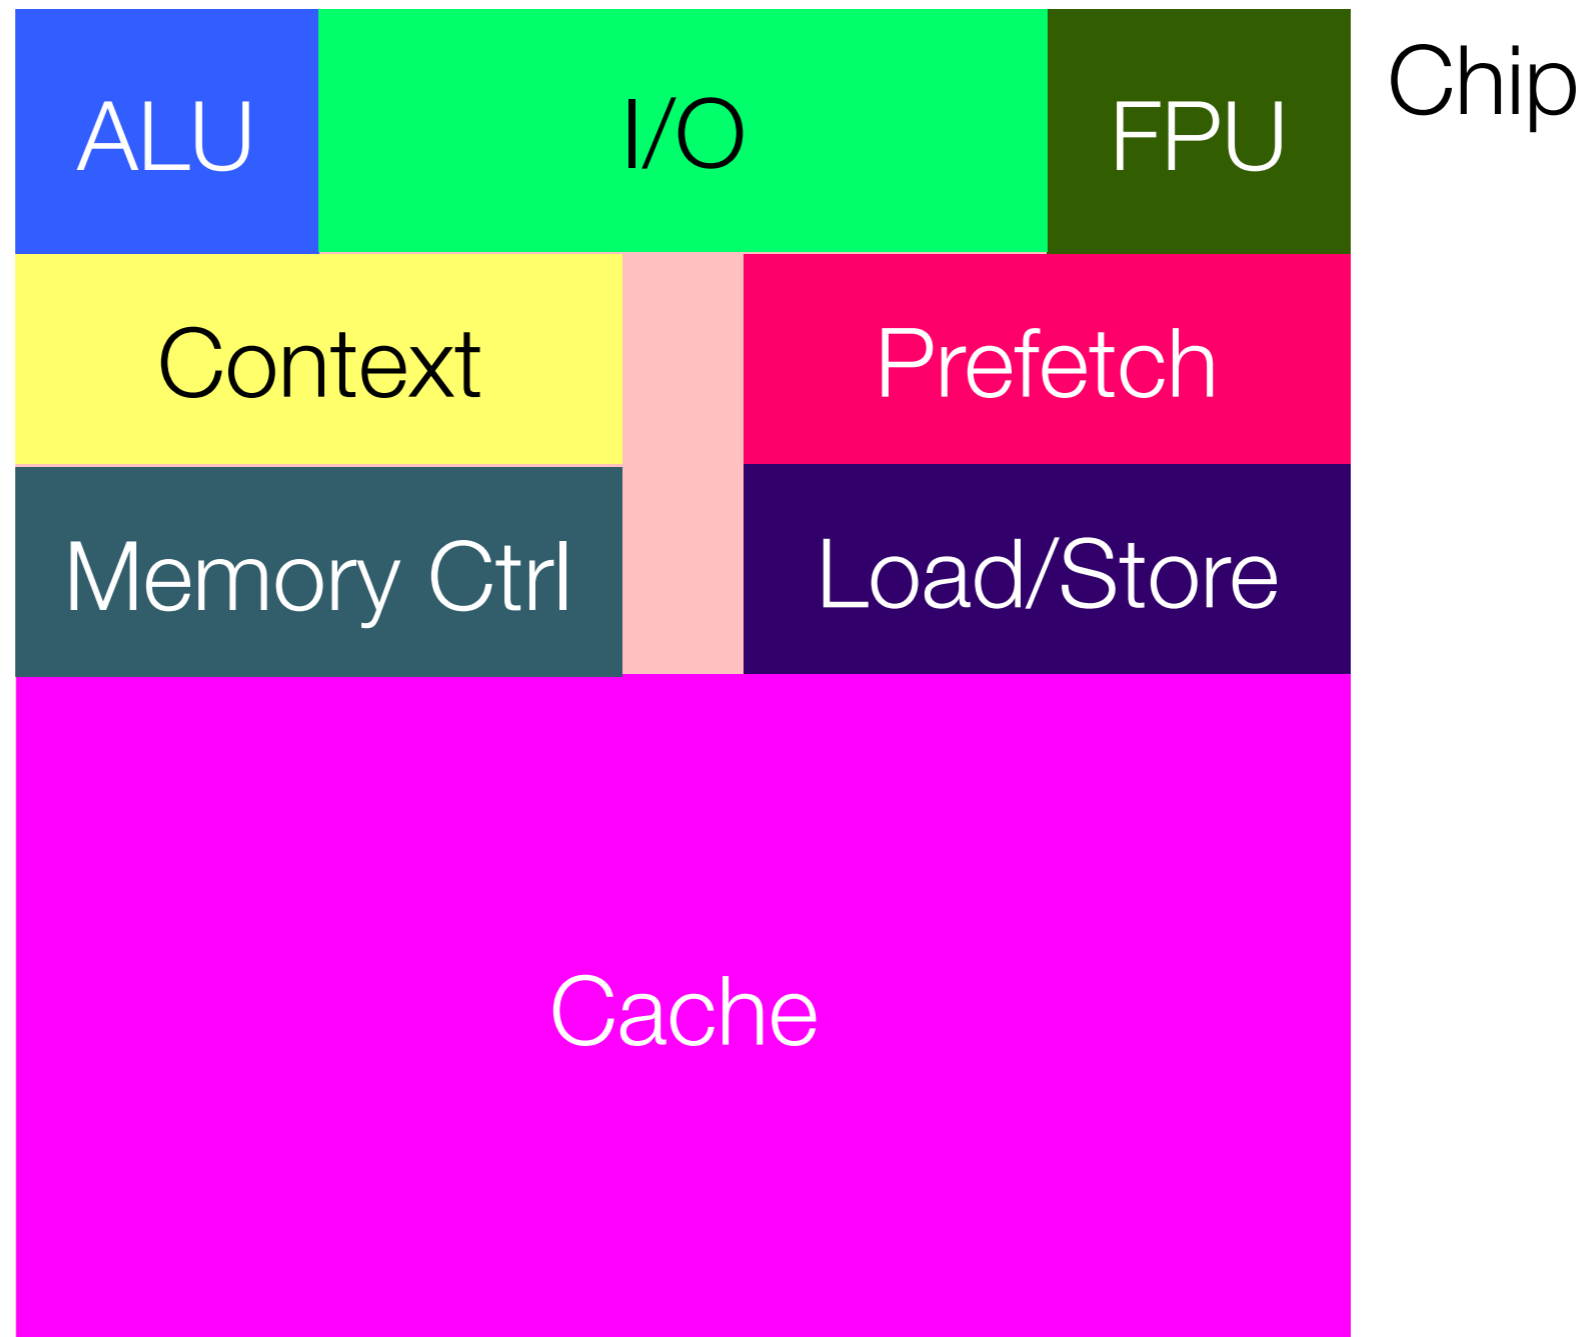 ALU
I/O
FPU
Chip
Context
Prefetch
Memory Ctrl
Load/Store
Cache